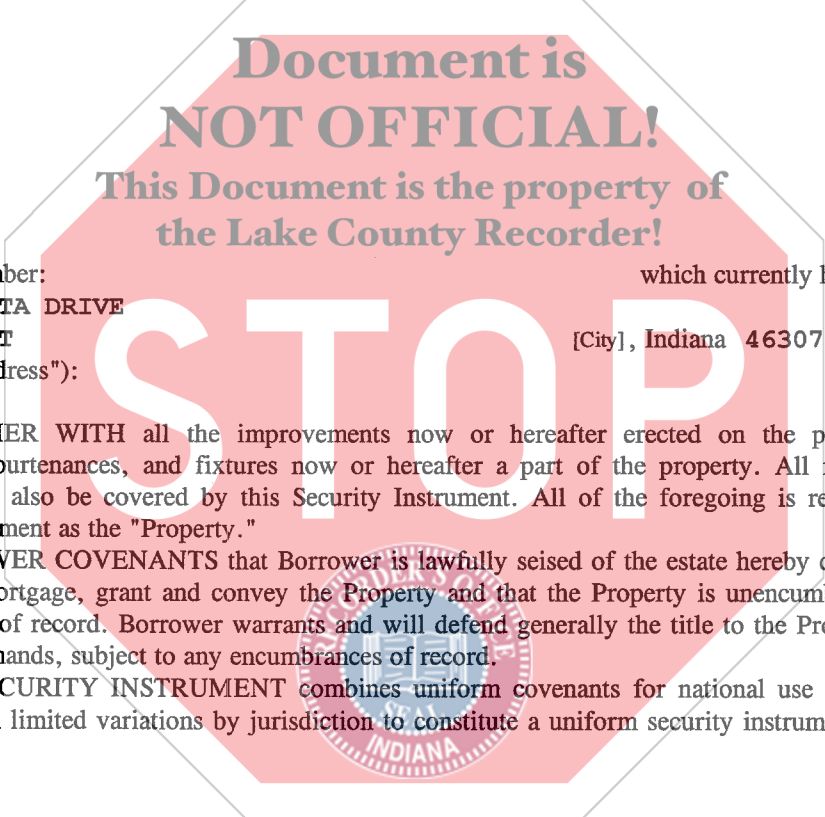 Document is
NOT OFFICIAL!
This Document is the property of
the Lake County Recorder!
ber: which currently
TA DRIVE
T [City], Indiana 46307
dress"):
STOP
ER WITH all the improvements now or hereafter erected on the p
purtenances, and fixtures now or hereafter a part of the property. All
also be covered by this Security Instrument. All of the foregoing is re
ment as the "Property."
VER COVENANTS that Borrower is lawfully seised of the estate hereby
ortgage, grant and convey the Property and that the Property is unencum
of record. Borrower warrants and will defend generally the title to the Pro
ands, subject to any encumbrances of record.
CURITY INSTRUMENT combines uniform covenants for national use
limited variations by jurisdiction to constitute a uniform security instrum
RECORDER'S OFFICE
SEAL
INDIANA